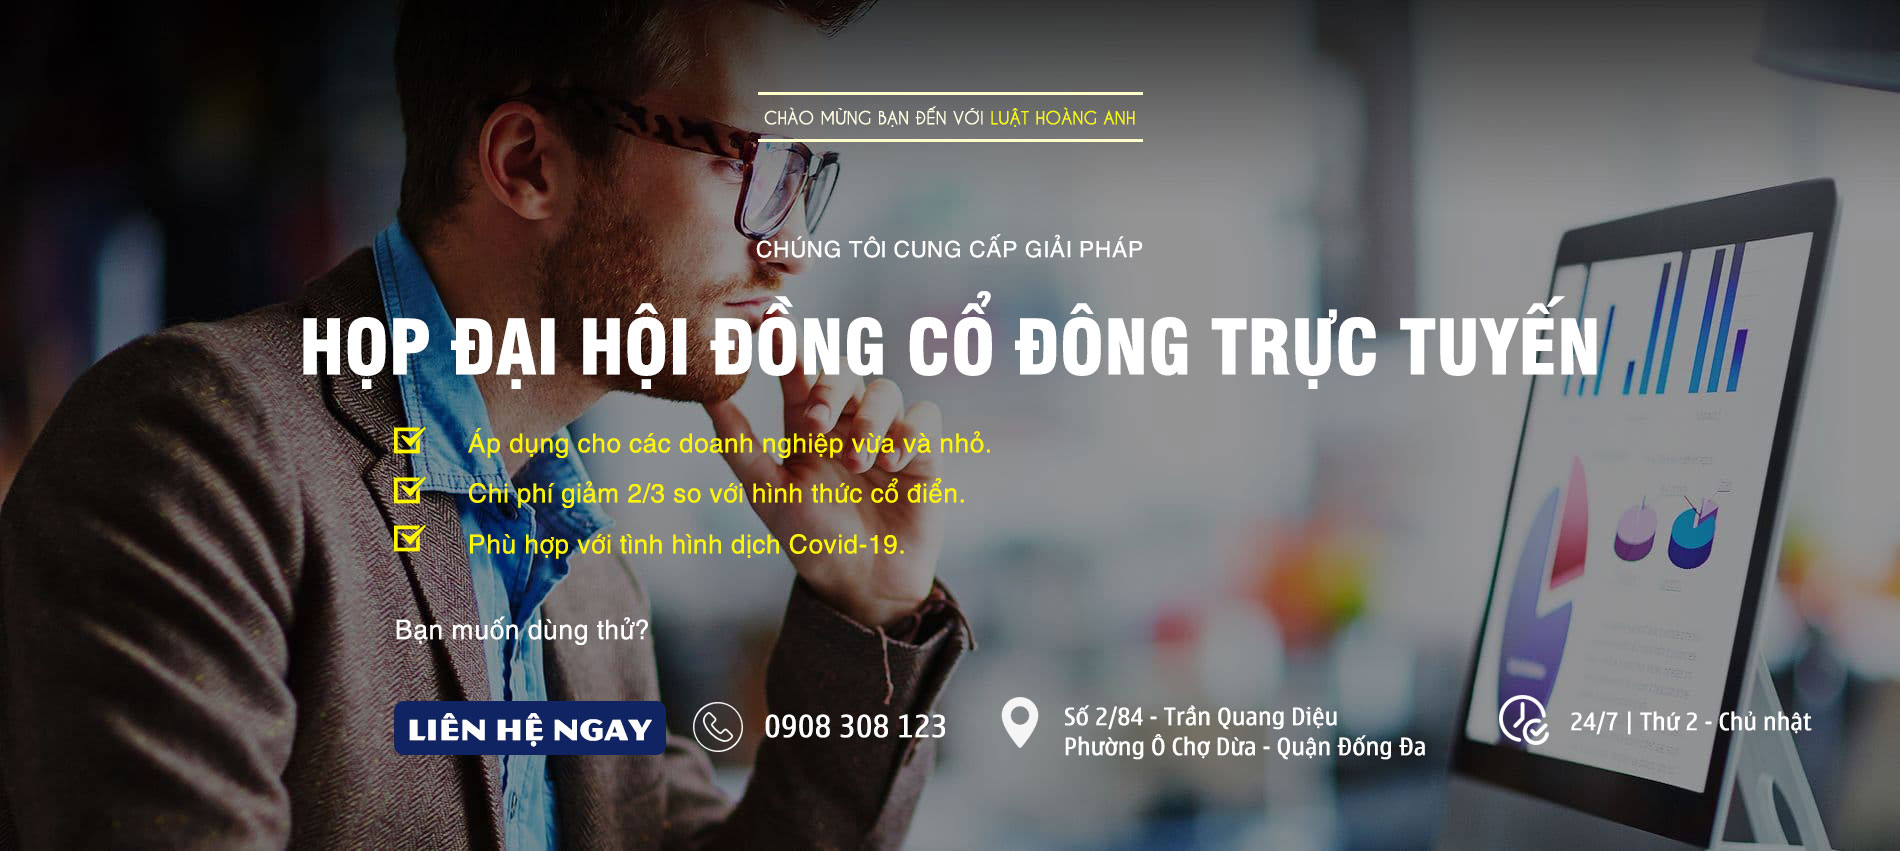 CHÀO MỪNG BẠN ĐẾN VỚI LUẬT HOÀNG ANH
CHÚNG TÔI CUNG CẤP GIẢI PHÁP
HỌP ĐẠI HỘI ĐỒNG CỔ ĐÔNG TRỰC TUYẾN
Áp dụng cho các doanh nghiệp vừa và nhỏ.
Chi phí giảm 2/3 so với hình thức cổ điển.
Phù hợp với tình hình dịch Covid-19.
Bạn muốn dùng thử?
LIÊN HỆ NGAY
0908 308 123
Số 2/84 - Trần Quang Diệu
Phường Ô Chợ Dừa - Quận Đống Đa
24/7 | Thứ 2 - Chủ nhật